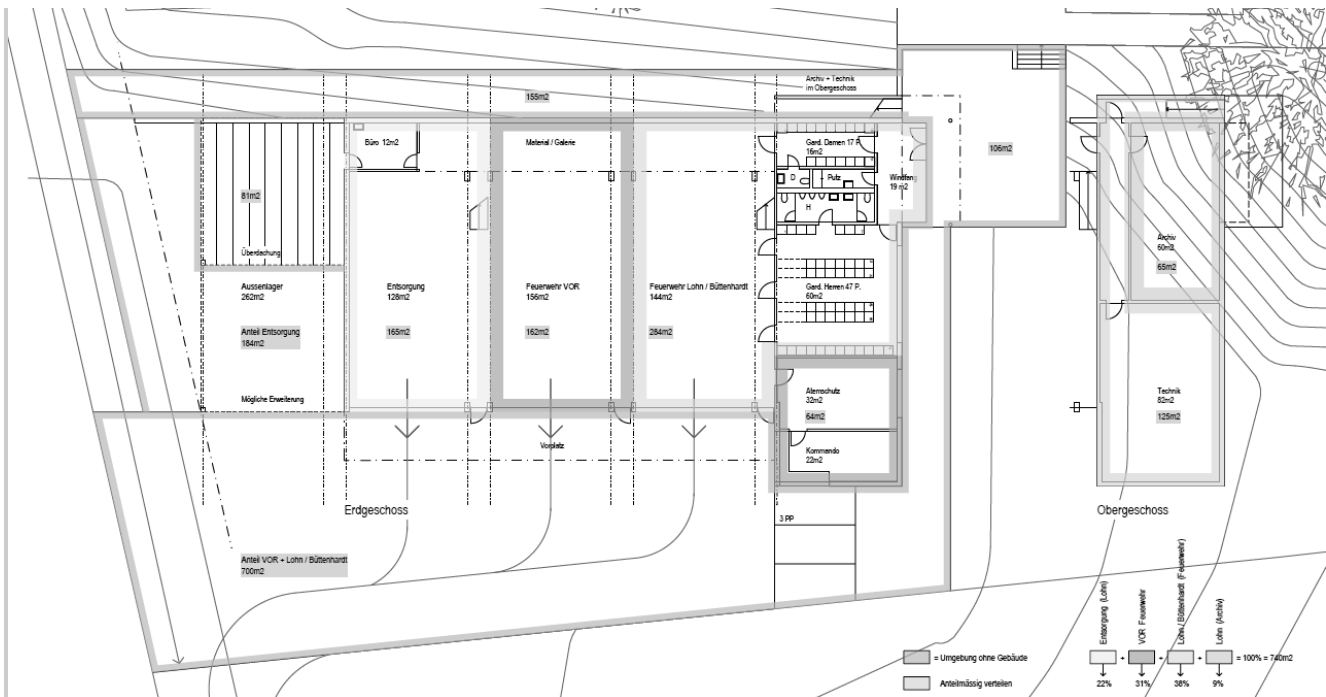 Archiv + Technik
im Obergeschoss
155m2
Büro 12m2
Material / Galerie
Gard. Damen 17 P.
16m2
106m2
81m2
D
Putz
Windfang
19 m2
H
Überdachung
Archiv
60m2
65m2
Aussenlager
262m2
Entsorgung
128m2
Feuerwehr VOR
156m2
Feuerwehr Lohn / Büttenhardt
144m2
Gard. Herren 47 P.
60m2
Anteil Entsorgung
184m2
165m2
162m2
284m2
Mögliche Erweiterung
Atemschutz
32m2
64m2
Technik
82m2
125m2
Vorplatz
Kommando
22m2
Erdgeschoss
Obergeschoss
3 PP
Anteil VOR + Lohn / Büttenhardt
700m2
Entsorgung (Lohn)
VOR Feuerwehr
Lohn / Büttenhardt (Feuerwehr)
Lohn (Archiv)
= Umgebung ohne Gebäude
+ + + = 100% = 740m2
Anteilmässig verteilen
22% 31% 38% 9%